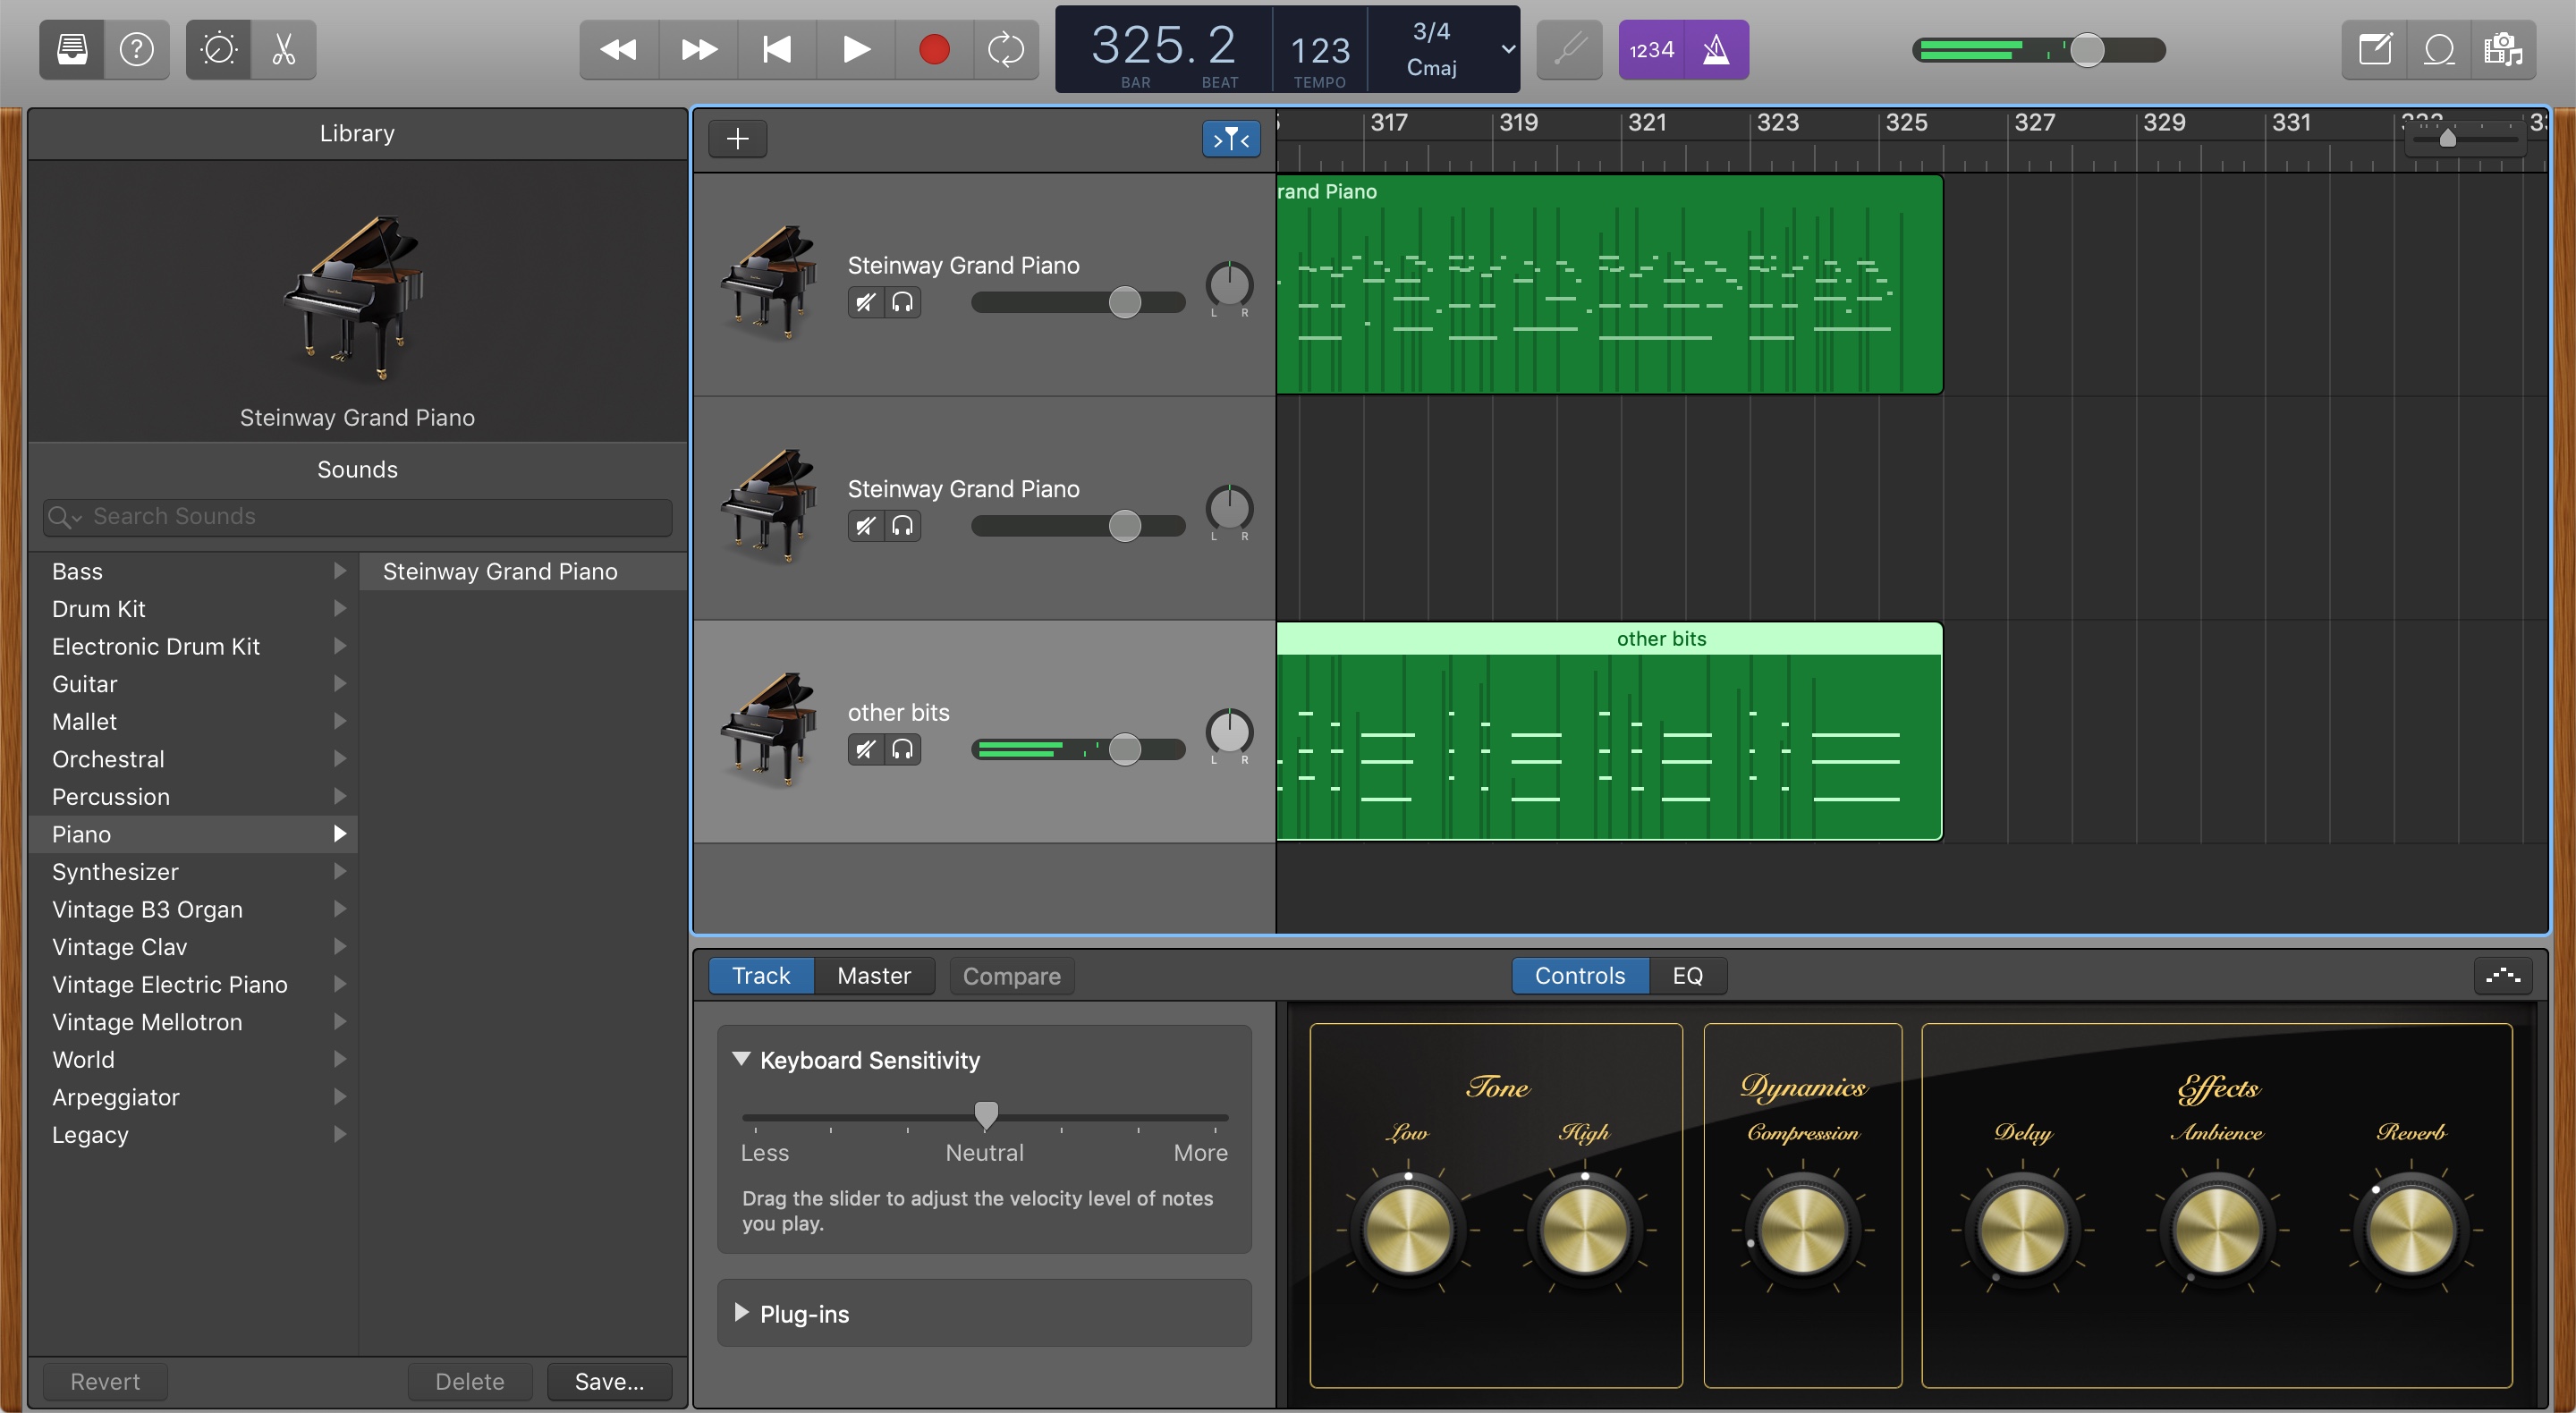 325.2
BAR
BEAT
123
TEMPO
3/4
Cmaj
1234
Library
Steinway Grand Piano
Sounds
Search Sounds
Bass
Drum Kit
Electronic Drum Kit
Guitar
Mallet
Orchestral
Percussion
Piano
Synthesizer
Vintage B3 Organ
Vintage Clav
Vintage Electric Piano
Vintage Mellotron
World
Arpeggiator
Legacy
Steinway Grand Piano
Revert
Delete
Save...
317 319 321 323 325 327 329 331
Steinway Grand Piano
L R
rand Piano
Steinway Grand Piano
L R
other bits
L R
other bits
Track
Master
Compare
Controls
EQ
Keyboard Sensitivity
Less
Neutral
More
Drag the slider to adjust the velocity level of notes
you play.
Plug-ins
Tone
Low
High
Dynamics
Compression
Effects
Delay
Ambience
Reverb